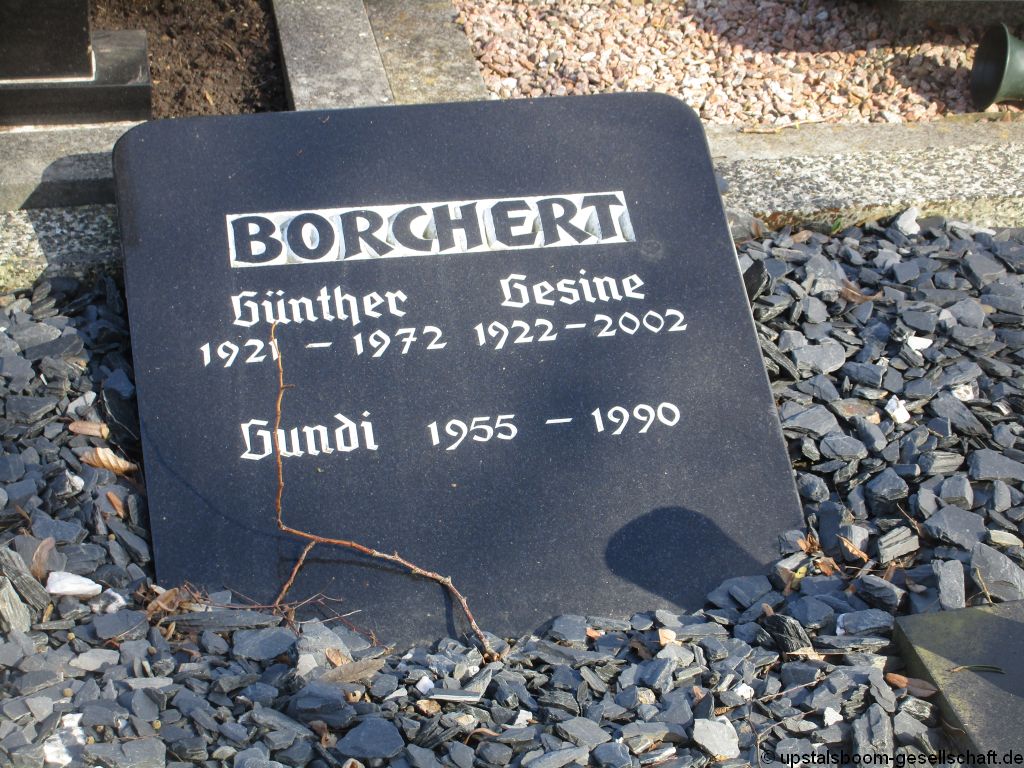 BORCHERT
Günther Gesine
1921 - 1972 1922 - 2002
Gundi 1955 - 1990
© upstalsboom-gesellschaft.de